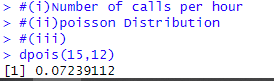 > #(i)Number of calls per hour
> #(ii)poisson Distribution
> #(iii)
> dpois(15,12)
[1] 0.07239112